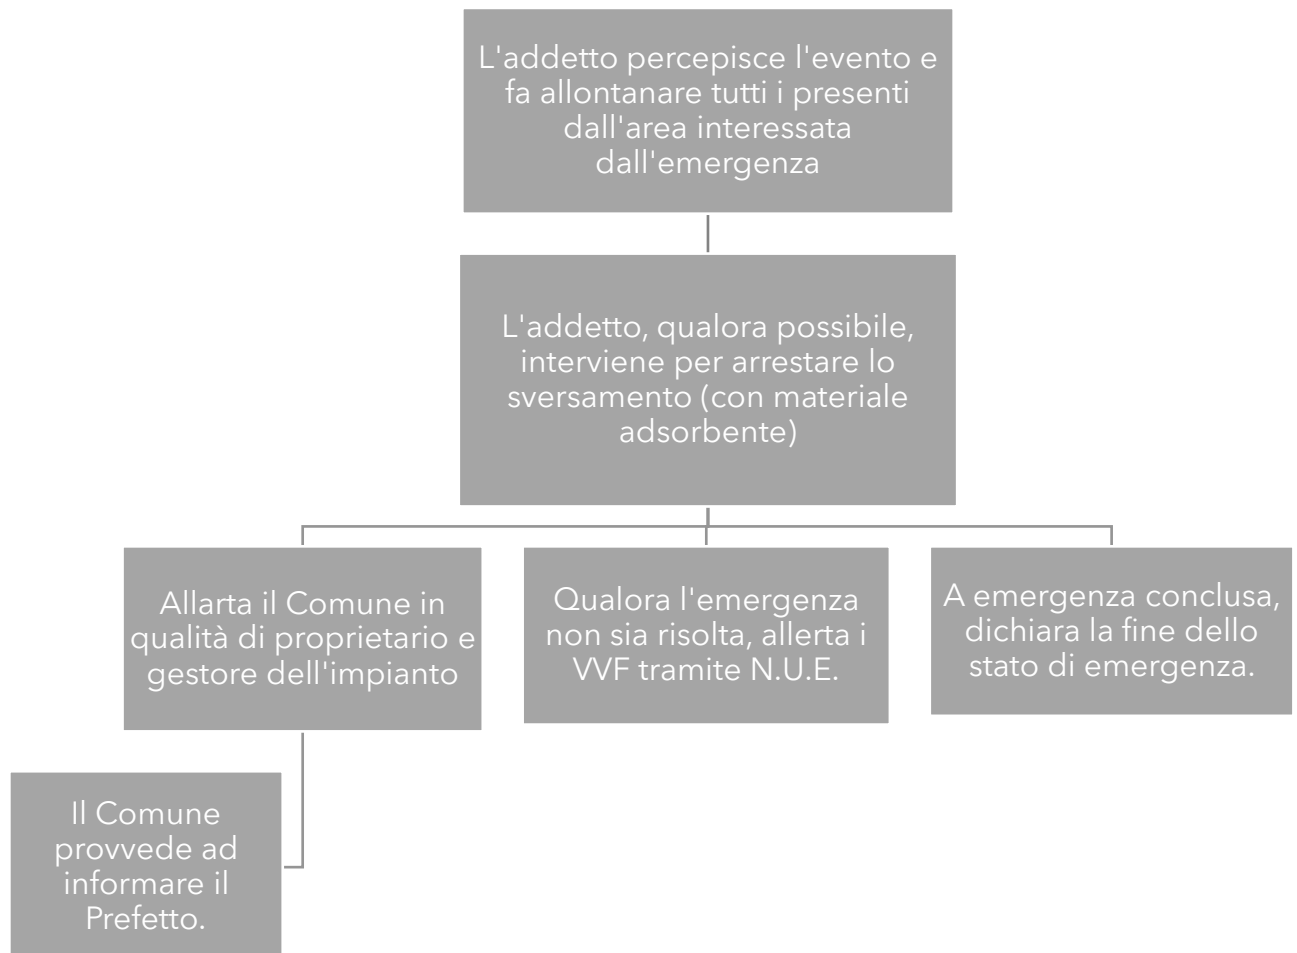 L'addetto percepisce l'evento e
fa allontanare tutti i presenti
dall'area interessata
dall'emergenza
L'addetto, qualora possibile,
interviene per arrestare lo
sversamento (con materiale
adsorbente)
Allarta il Comune in
qualità di proprietario e
gestore dell'impianto
Qualora l'emergenza
non sia risolta, allerta i
VVF tramite N.U.E.
A emergenza conclusa,
dichiara la fine dello
stato di emergenza.
Il Comune
provvede ad
informare il
Prefetto.